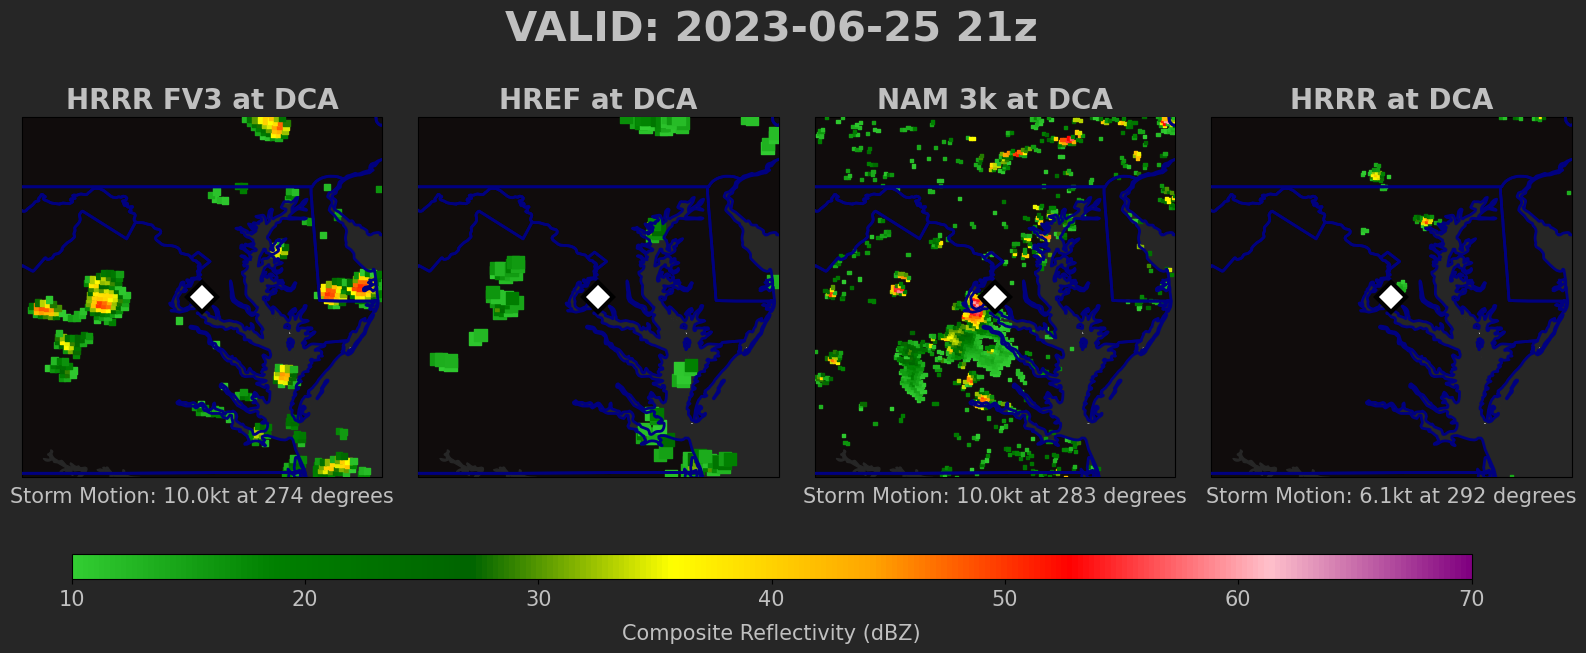 VALID: 2023-06-25 21z
HRRR FV3 at DCA
HREF at DCA
NAM 3k at DCA
HRRR at DCA
Storm Motion: 10.0kt at 274 degrees
Storm Motion: 10.0kt at 283 degrees
Storm Motion: 6.1kt at 292 degrees
10 20 30 40 50 60 70
Composite Reflectivity (dBZ)